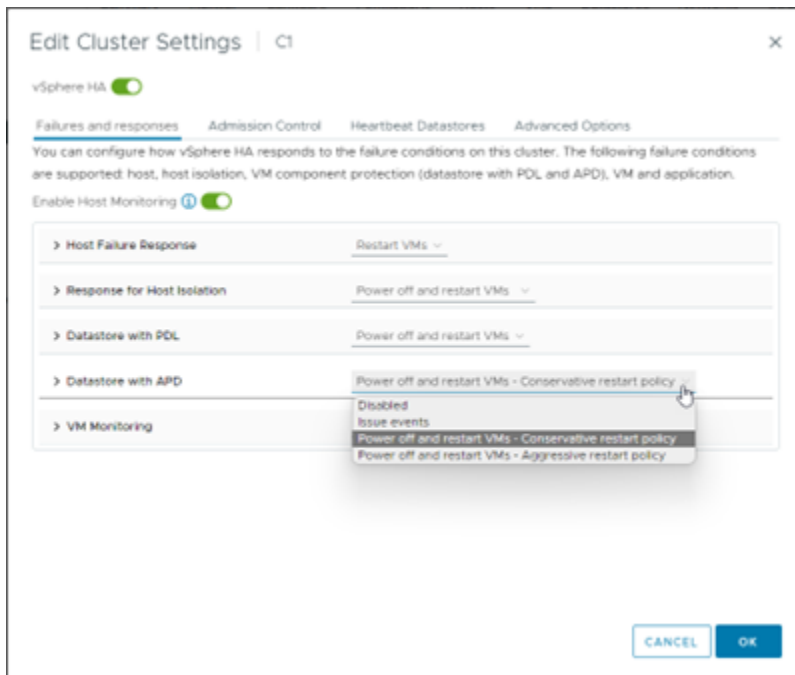 Edit Cluster Settings | C1
vSphere HA
Failures and responses Admission Control Heartbeat Datastores Advanced Options
You can configure how vSphere HA responds to the failure conditions on this cluster. The following failure conditions
are supported: host, host isolation, VM component protection (datastore with PDL and APD), VM and application.
Enable Host Monitoring
Host Failure Response Restart VMs
Response for Host Isolation Power off and restart VMs
Datastore with PDL Power off and restart VMs
Datastore with APD Power off and restart VMs - Conservative restart policy
Disabled
Issue events
VM Monitoring
Power off and restart VMs - Conservative restart policy
Power off and restart VMs - Aggressive restart policy
CANCEL OK